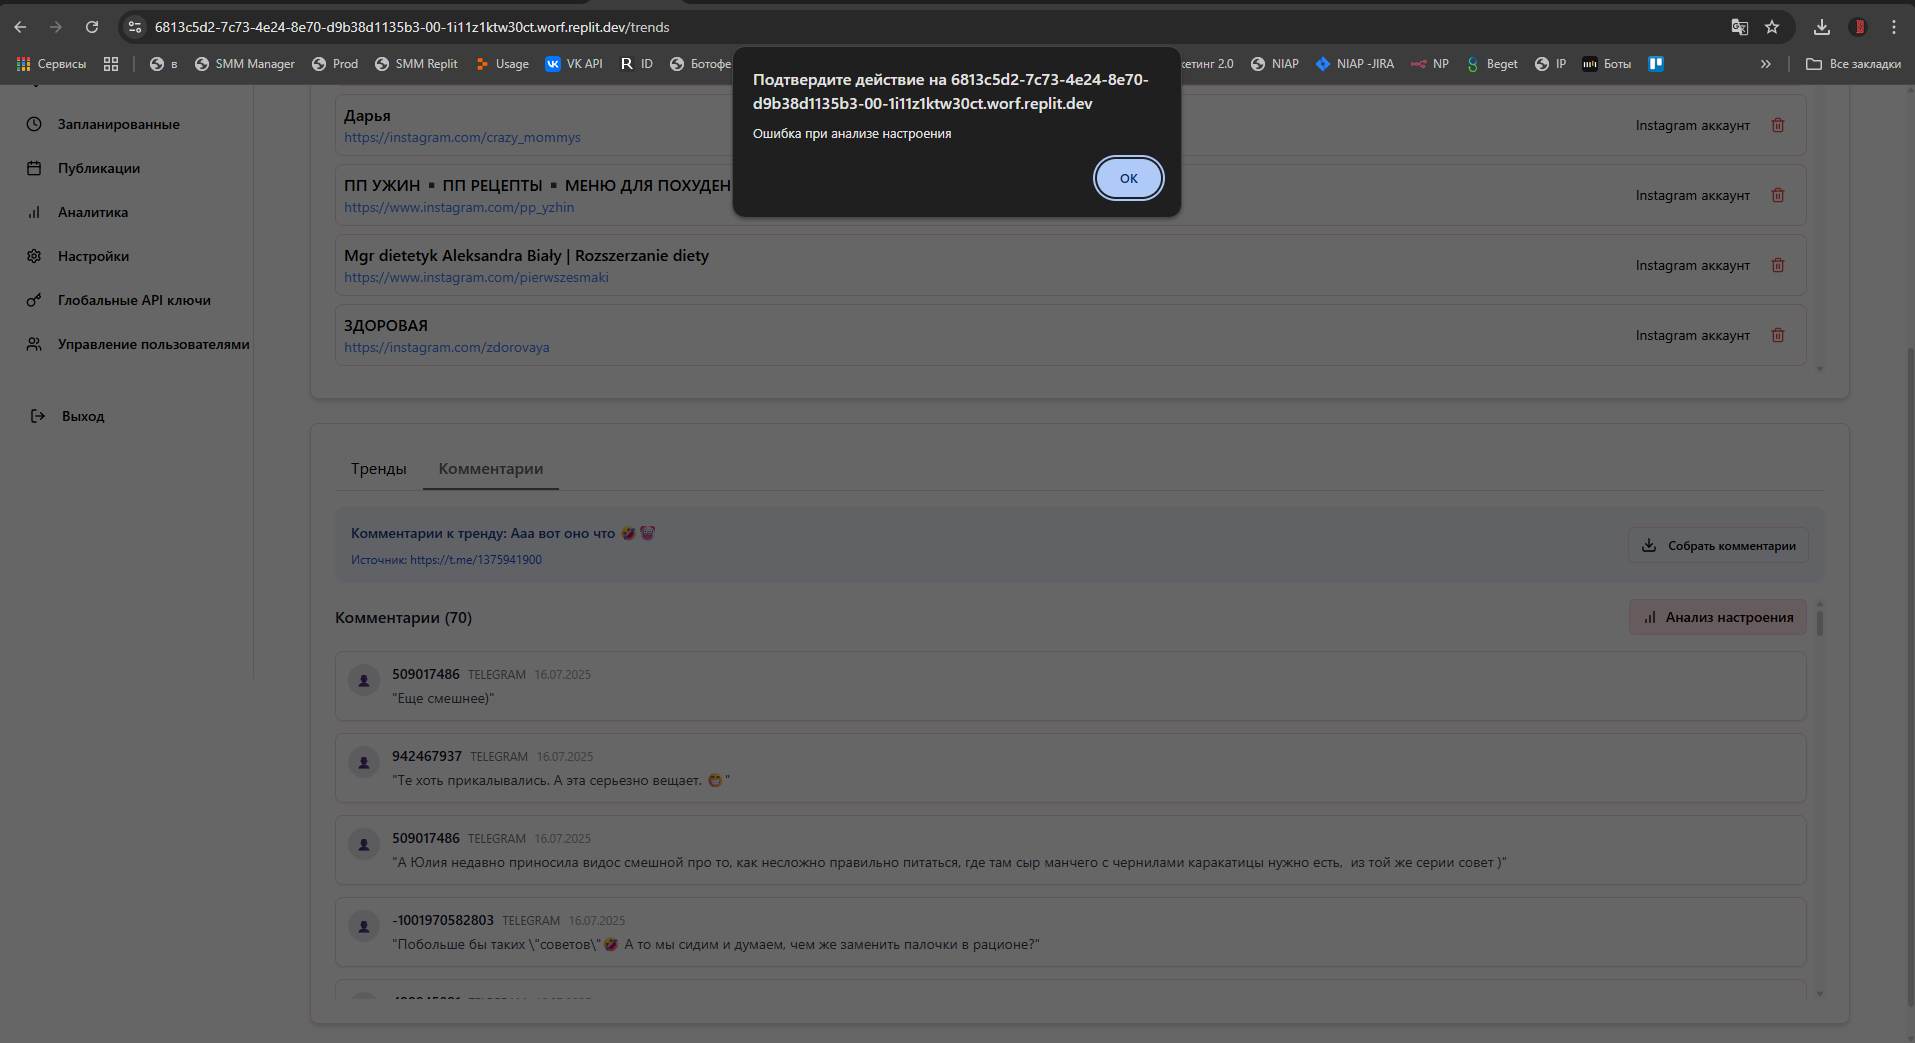 6813c5d2-7c73-4e24-8e70-d9b38d1135b3-00-1i11z1ktw30ct.worf.replit.dev/trends
Сервисы в SMM Manager Prod SMM Replit Usage VK API ID Ботофе кетинг 2.0 NIAP NIAP -JIRA NP Beget IP Боты Все закладки
Подтвердите действие на 6813c5d2-7c73-4e24-8e70-
d9b38d1135b3-00-1i11z1ktw30ct.worf.replit.dev
Ошибка при анализе настроения
ОК
Запланированные
Публикации
Аналитика
Настройки
Глобальные API ключи
Управление пользователями
Выход
Дарья
https://instagram.com/crazy_mommys
Instagram аккаунт
ПП УЖИН ▪️ ПП РЕЦЕПТЫ ▪️ МЕНЮ ДЛЯ ПОХУДЕН
https://www.instagram.com/pp_yzhin
Instagram аккаунт
Mgr dietetyk Aleksandra Biały | Rozszerzanie diety
https://www.instagram.com/pierwszesmaki
Instagram аккаунт
ЗДОРОВАЯ
https://instagram.com/zdorovaya
Instagram аккаунт
Тренды Комментарии
Комментарии к тренду: Ааа вот оно что 🤣🤡
Источник: https://t.me/1375941900
Собрать комментарии
Комментарии (70)
Анализ настроения
509017486 TELEGRAM 16.07.2025
"Еще смешнее)"
942467937 TELEGRAM 16.07.2025
"Те хоть прикалывались. А эта серьезно вещает. 😁"
509017486 TELEGRAM 16.07.2025
"А Юлия недавно приносила видос смешной про то, как несложно правильно питаться, где там сыр манчего с чернилами каракатицы нужно есть,  из той же серии совет )"
-1001970582803 TELEGRAM 16.07.2025
"Побольше бы таких \"советов\"🤣 А то мы сидим и думаем, чем же заменить палочки в рационе?"